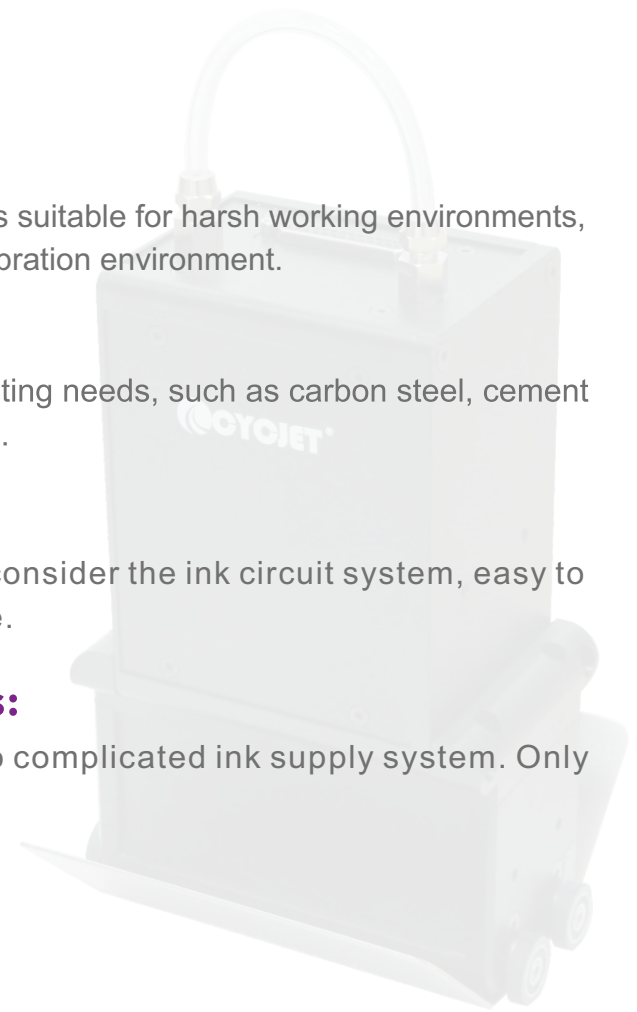 s suitable for harsh working environments,
bration environment.
ting needs, such as carbon steel, cement
CYCJET®
.
consider the ink circuit system, easy to
e.
s:
o complicated ink supply system. Only